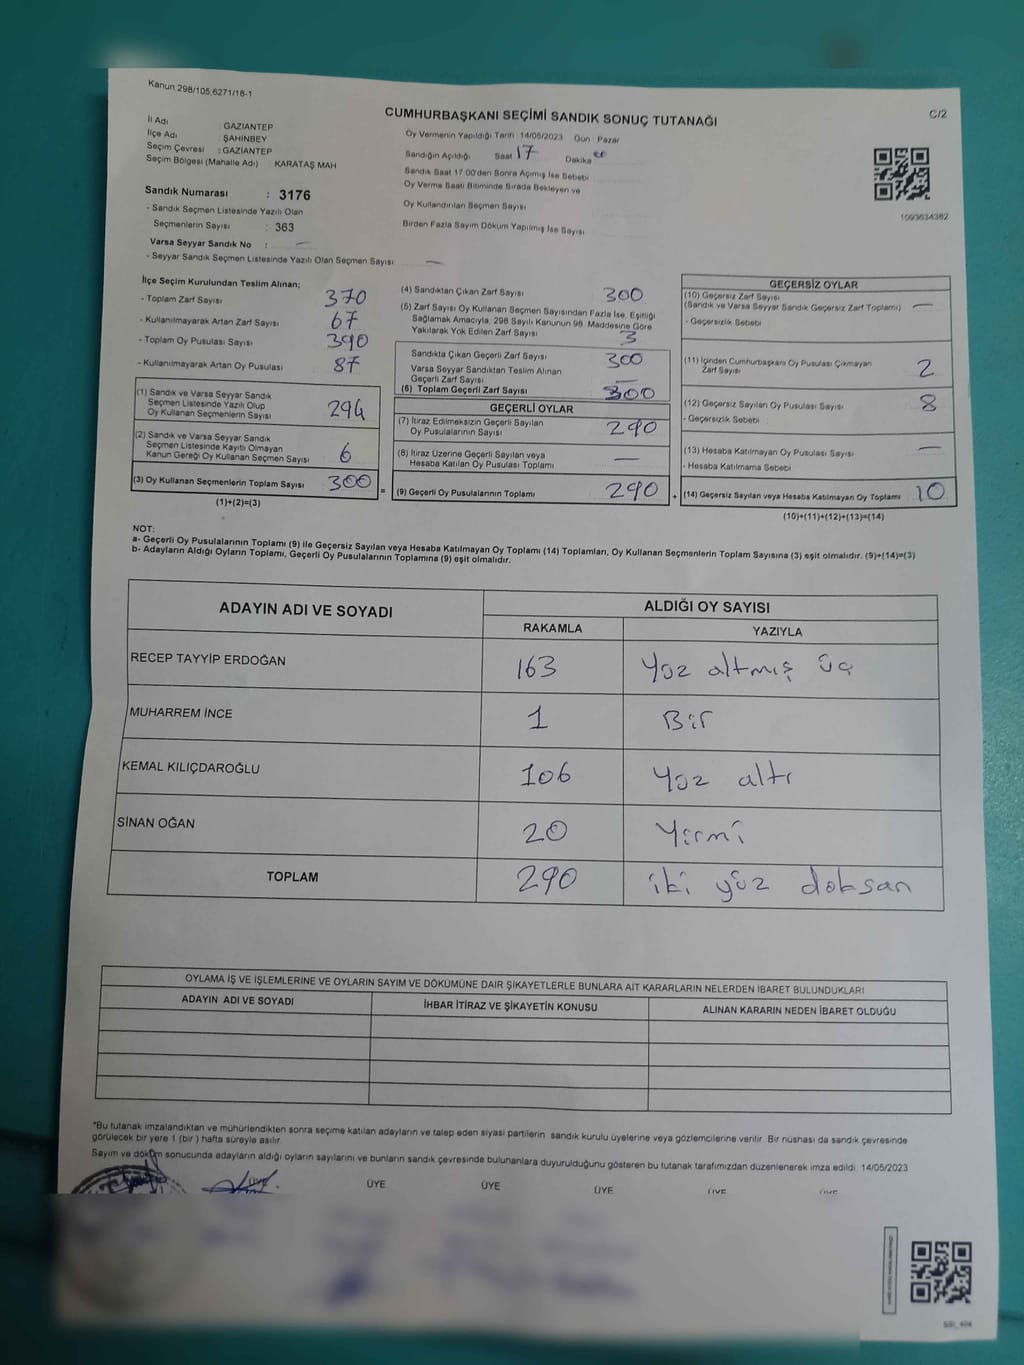 Kanun:298/105,6271/18-1
C/2
CUMHURBAŞKANI SEÇİMİ SANDIK SONUÇ TUTANAĞI
İl Adı : GAZİANTEP
İlçe Adı : ŞAHİNBEY
Seçim Çevresi : GAZİANTEP
Seçim Bölgesi (Mahalle Adı) : KARATAŞ MAH
Oy Vermenin Yapıldığı Tarih : 14/05/2023 Gün Pazar
Sandığın Açıldığı Saat 17 Dakika 00
Sandık Saat 17.00'den Sonra Açımış İse Sebebi
Oy Verme Saati Bitiminde Sırada Bekleyen ve
Oy Kullandırılan Seçmen Sayısı
Birden Fazla Sayım Döküm Yapılmış İse Sayısı
1093634362
Sandık Numarası : 3176
- Sandık Seçmen Listesinde Yazılı Olan
Seçmenlerin Sayısı : 363
Varsa Seyyar Sandık No : —
- Seyyar Sandık Seçmen Listesinde Yazılı Olan Seçmen Sayısı —
İlçe Seçim Kurulundan Teslim Alınan;
- Toplam Zarf Sayısı 370
- Kullanılmayarak Artan Zarf Sayısı 67
- Toplam Oy Pusulası Sayısı 390
- Kullanılmayarak Artan Oy Pusulası 87
(1) Sandık ve Varsa Seyyar Sandık
Seçmen Listesinde Yazılı Olup
Oy Kullanan Seçmenlerin Sayısı 294
(2) Sandık ve Varsa Seyyar Sandık
Seçmen Listesinde Kayıtlı Olmayan
Kanun Gereği Oy Kullanan Seçmen Sayısı 6
(3) Oy Kullanan Seçmenlerin Toplam Sayısı 300
(1)+(2)=(3)
=
(4) Sandıktan Çıkan Zarf Sayısı 300
(5) Zarf Sayısı Oy Kullanan Seçmen Sayısından Fazla İse, Eşitliği
Sağlamak Amacıyla, 298 Sayılı Kanunun 98. Maddesine Göre
Yakılarak Yok Edilen Zarf Sayısı 3
Sandıkta Çıkan Geçerli Zarf Sayısı 300
Varsa Seyyar Sandıktan Teslim Alınan
Geçerli Zarf Sayısı —
(6) Toplam Geçerli Zarf Sayısı 300
GEÇERLİ OYLAR
(7) İtiraz Edilmeksizin Geçerli Sayılan
Oy Pusulalarının Sayısı 290
(8) İtiraz Üzerine Geçerli Sayılan veya
Hesaba Katılan Oy Pusulası Toplamı —
(9) Geçerli Oy Pusulalarının Toplamı 290
+
GEÇERSİZ OYLAR
(10) Geçersiz Zarf Sayısı
(Sandık ve Varsa Seyyar Sandık Geçersiz Zarf Toplamı) —
- Geçersizlik Sebebi
(11) İçinden Cumhurbaşkanı Oy Pusulası Çıkmayan
Zarf Sayısı 2
(12) Geçersiz Sayılan Oy Pusulası Sayısı 8
- Geçersizlik Sebebi :
(13) Hesaba Katılmayan Oy Pusulası Sayısı —
- Hesaba Katılmama Sebebi
(14) Geçersiz Sayılan veya Hesaba Katılmayan Oy Toplamı 10
(10)+(11)+(12)+(13)=(14)
NOT:
a- Geçerli Oy Pusulalarının Toplamı (9) ile Geçersiz Sayılan veya Hesaba Katılmayan Oy Toplamı (14) Toplamları, Oy Kullanan Seçmenlerin Toplam Sayısına (3) eşit olmalıdır. (9)+(14)=(3)
b- Adayların Aldığı Oyların Toplamı, Geçerli Oy Pusulalarının Toplamına (9) eşit olmalıdır.
ADAYIN ADI VE SOYADI
ALDIĞI OY SAYISI
RAKAMLA YAZIYLA
RECEP TAYYİP ERDOĞAN 163 Yüz altmış üç
MUHARREM İNCE 1 Bir
KEMAL KILIÇDAROĞLU 106 Yüz altı
SİNAN OĞAN 20 Yirmi
TOPLAM 290 iki yüz doksan
OYLAMA İŞ VE İŞLEMLERİNE VE OYLARIN SAYIM VE DÖKÜMÜNE DAİR ŞİKAYETLERLE BUNLARA AİT KARARLARIN NELERDEN İBARET BULUNDUKLARI
ADAYIN ADI VE SOYADI İHBAR İTİRAZ VE ŞİKAYETİN KONUSU ALINAN KARARIN NEDEN İBARET OLDUĞU
*Bu tutanak imzalandıktan ve mühürlendikten sonra seçime katılan adayların ve talep eden siyasi partilerin sandık kurulu üyelerine veya gözlemcilerine verilir. Bir nüshası da sandık çevresinde
görülecek bir yere 1 (bir ) hafta süreyle asılır.
Sayım ve döküm sonucunda adayların aldığı oyların sayılarını ve bunların sandık çevresinde bulunanlara duyurulduğunu gösteren bu tutanak tarafımızdan düzenlenerek imza edildi. 14/05/2023
ÜYE ÜYE ÜYE ÜYE ÜYE ÜYE